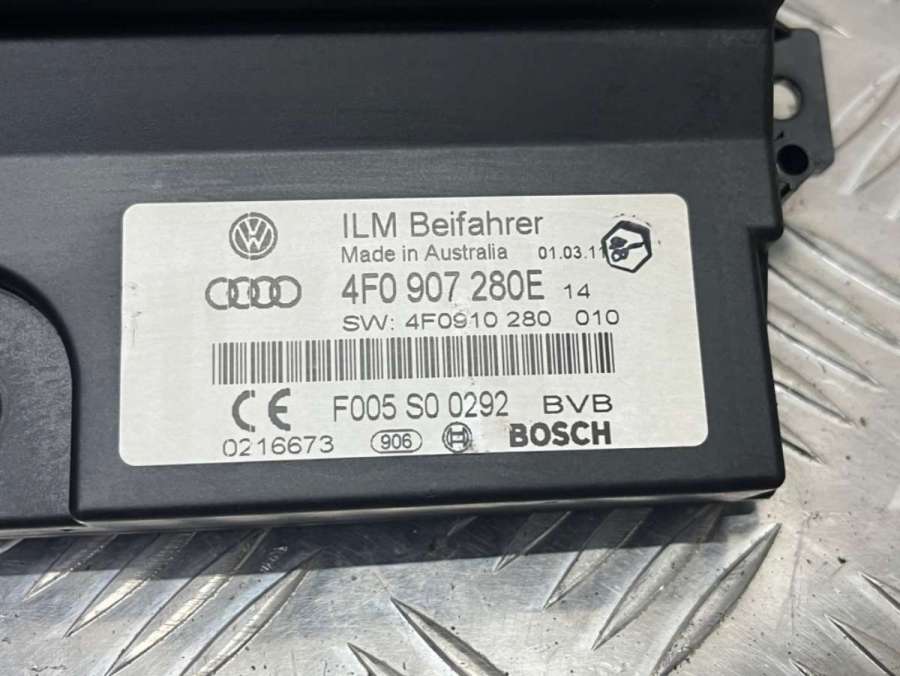 ILM Beifahrer
Made in Australia 01.03.11
4F0 907 280E 14
SW: 4F0910 280 010
CE F005 S0 0292 BVB
0216673 906 BOSCH